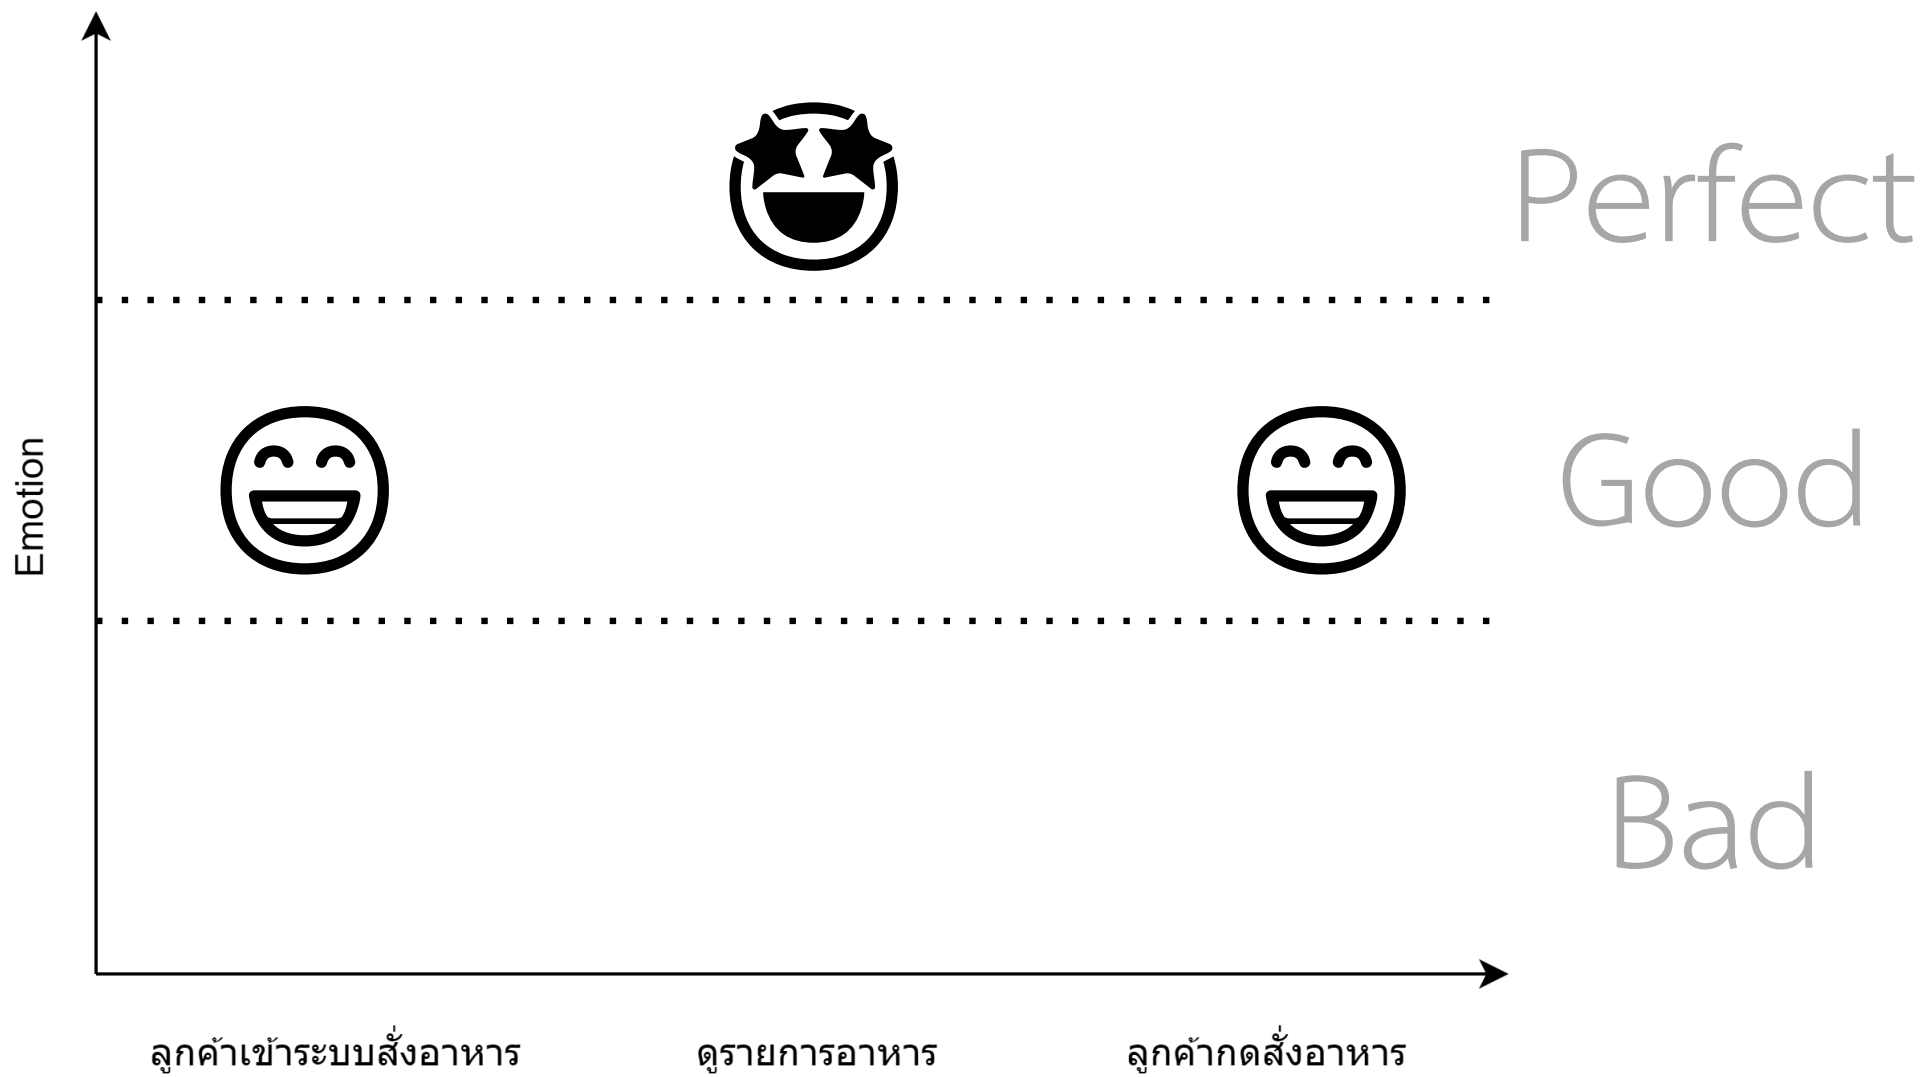 Perfect
Good
Emotion
Bad
ลูกค้าเข้าระบบสั่งอาหาร
ดูรายการอาหาร
ลูกค้ากดสั่งอาหาร